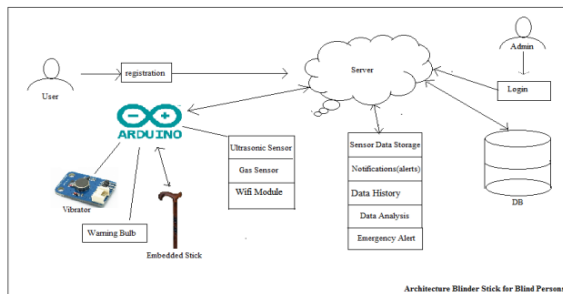 Admin
registration
Server
User
Login
ARDUINO
Ultrasonic Sensor
Gas Sensor
Wifi Module
Sensor Data Storage
Notifications(alerts)
Data History
Data Analysis
Emergency Alert
DB
Vibrator
Warning Bulb
Embedded Stick
Architecture Blinder Stick for Blind Persons